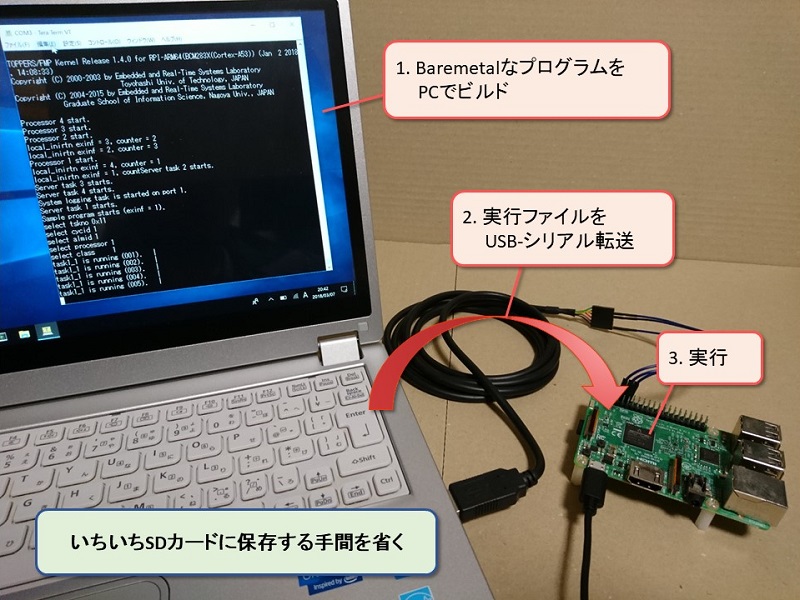 COM3 - Tera Term VT
ファイル(F) 編集(E) 設定(S) コントロール(O) ウィンドウ(W) ヘルプ(H)
TOPPERS/FMP Kernel Release 1.4.0 for RPI-ARM64(BCM283X(Cortex-A53)) (Jan 2 2018
, 14:08:33)
Copyright (C) 2000-2003 by Embedded and Real-Time Systems Laboratory
Toyohashi Univ. of Technology, JAPAN
Copyright (C) 2004-2015 by Embedded and Real-Time Systems Laboratory
Graduate School of Information Science, Nagoya Univ., JAPAN
Processor 4 start.
Processor 3 start.
Processor 2 start.
local_inirtn exinf = 3, counter = 2
local_inirtn exinf = 2, counter = 3
Processor 1 start.
local_inirtn exinf = 4, counter = 1
local_inirtn exinf = 1, countServer task 2 starts.
Server task 3 starts.
Server task 4 starts.
System logging task is started on port 1.
Server task 1 starts.
Sample program starts (exinf = 1).
select tskno 0x11
select cycid 1
select almid 1
select processor 1
select class 1
task1_1 is running (001). |
task1_1 is running (002). |
task1_1 is running (003). |
task1_1 is running (004). |
task1_1 is running (005). |
20:42
2018/03/07
1. Baremetalなプログラムを
PCでビルド
2. 実行ファイルを
USB-シリアル転送
3. 実行
Enter
Shift
Ctrl
いちいちSDカードに保存する手間を省く